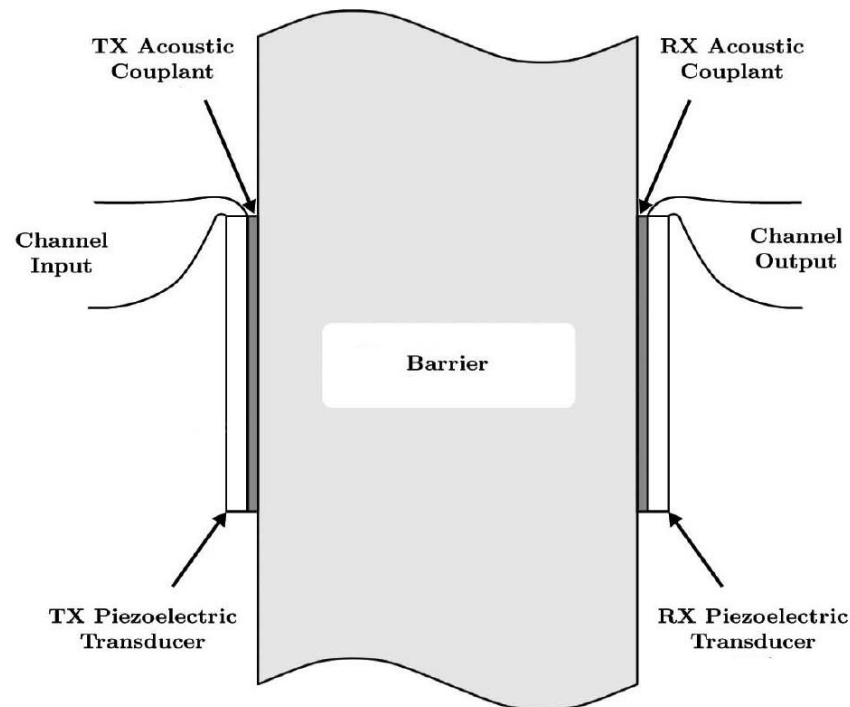 TX Acoustic
Couplant
RX Acoustic
Couplant
Channel
Input
Channel
Output
Barrier
TX Piezoelectric
Transducer
RX Piezoelectric
Transducer